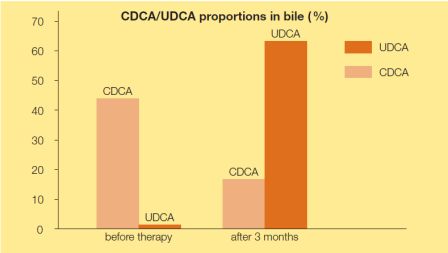 CDCA/UDCA proportions in bile (%)
70
60
50
40
30
20
10
0
CDCA
UDCA
CDCA
UDCA
before therapy
after 3 months
UDCA
CDCA